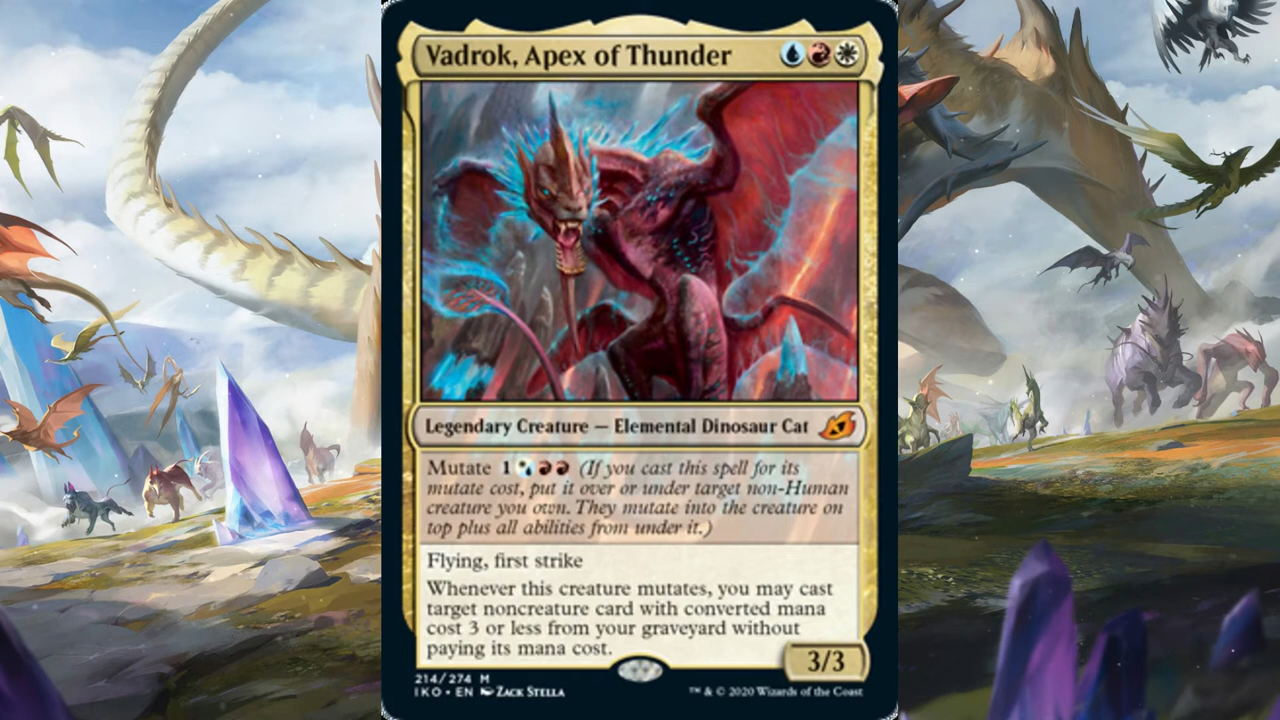 Vadrok, Apex of Thunder
Legendary Creature — Elemental Dinosaur Cat
Mutate 1 (If you cast this spell for its
mutate cost, put it over or under target non-Human
creature you own. They mutate into the creature on
top plus all abilities from under it.)
Flying, first strike
Whenever this creature mutates, you may cast
target noncreature card with converted mana
cost 3 or less from your graveyard without
paying its mana cost.
3/3
214/274 M
IKO • EN Zack Stella
™ & © 2020 Wizards of the Coast